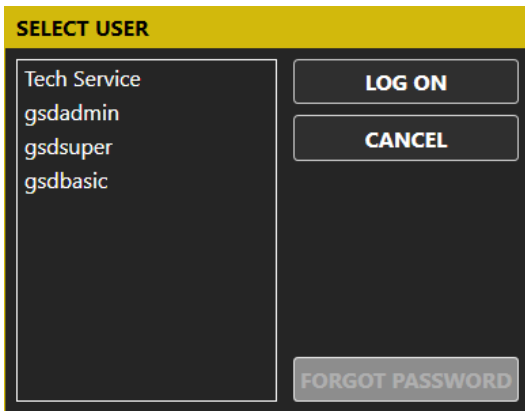 SELECT USER
Tech Service
gsdadmin
gsdsuper
gsdbasic
LOG ON
CANCEL
FORGOT PASSWORD